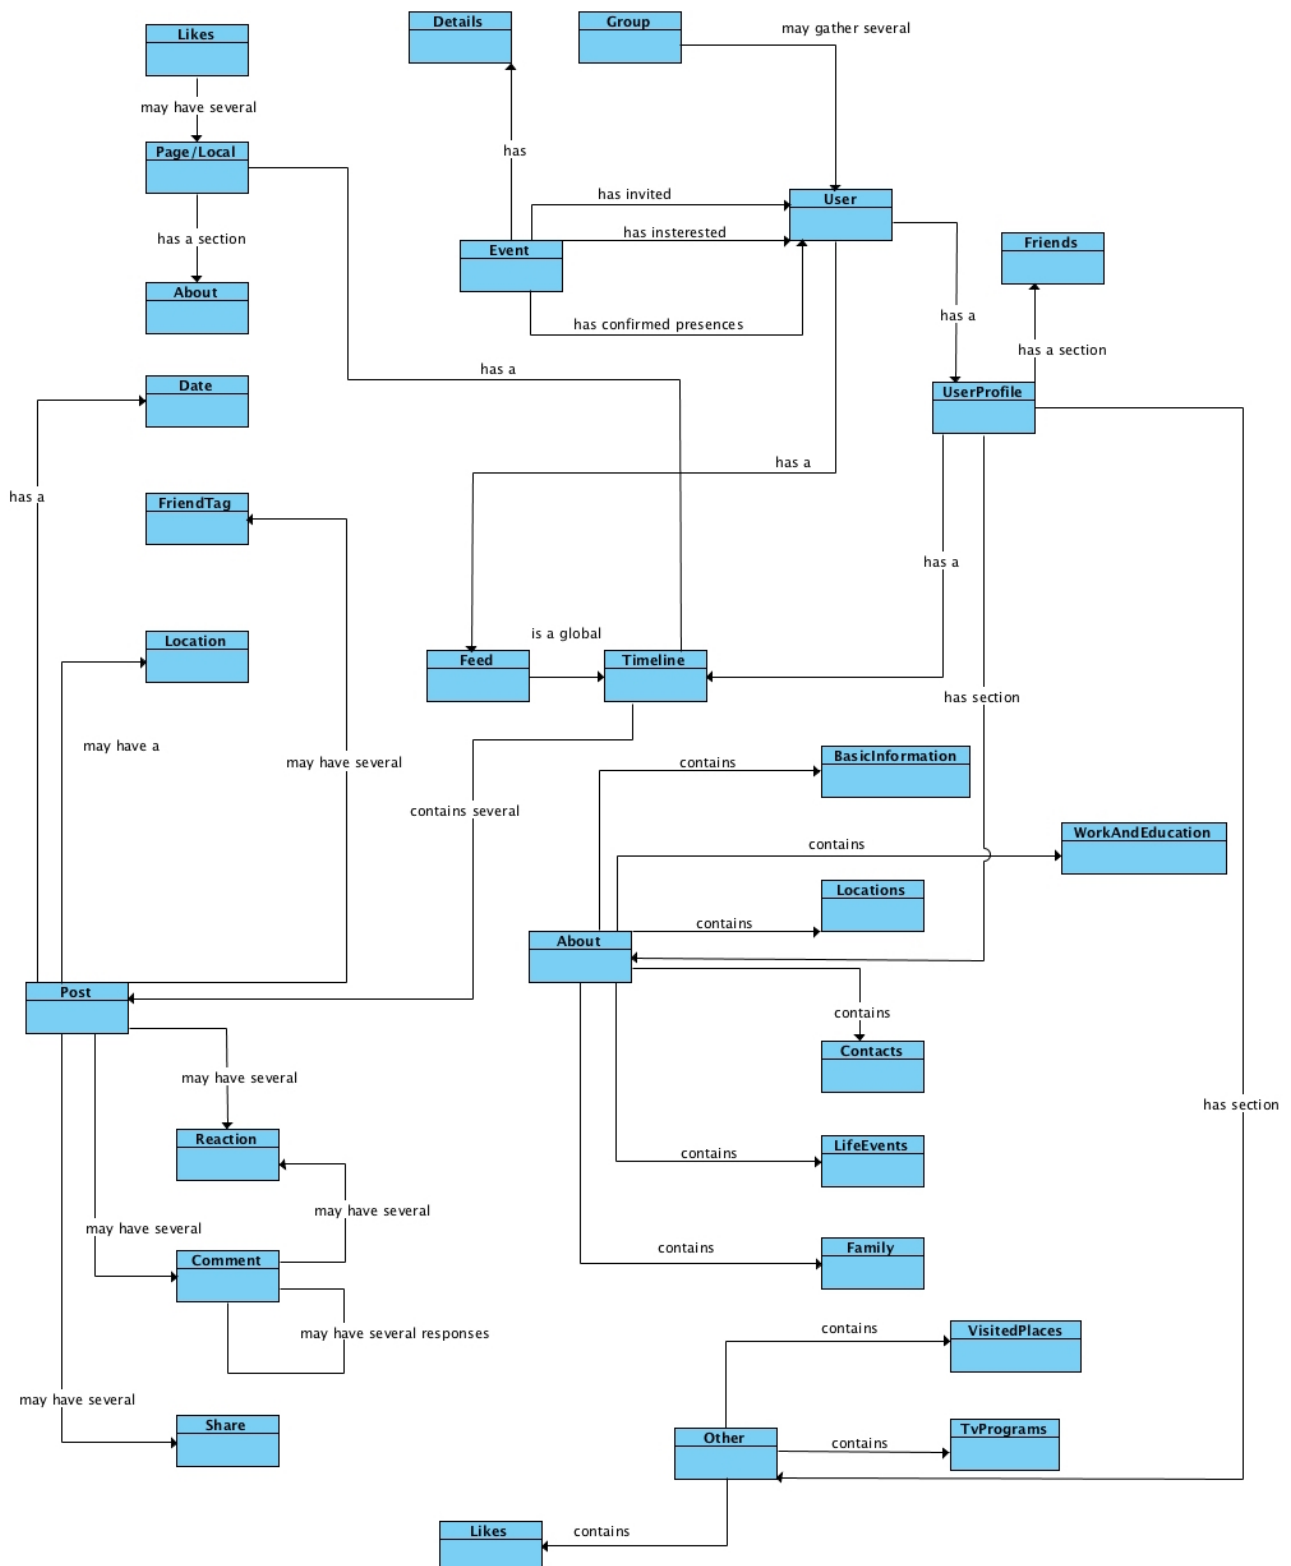 Details
Group
Likes
may gather several
may have several
Page/Local
has
has invited
User
has insterested
Friends
has a section
Event
About
has a
has confirmed presences
has a section
has a
Date
UserProfile
has a
has a
FriendTag
has a
Location
is a global
Feed
Timeline
has section
may have a
BasicInformation
may have several
contains
contains several
WorkAndEducation
contains
Locations
contains
About
Post
contains
Contacts
may have several
has section
Reaction
LifeEvents
contains
may have several
may have several
Family
contains
Comment
may have several responses
contains
VisitedPlaces
may have several
Share
Other
TvPrograms
contains
Likes
contains